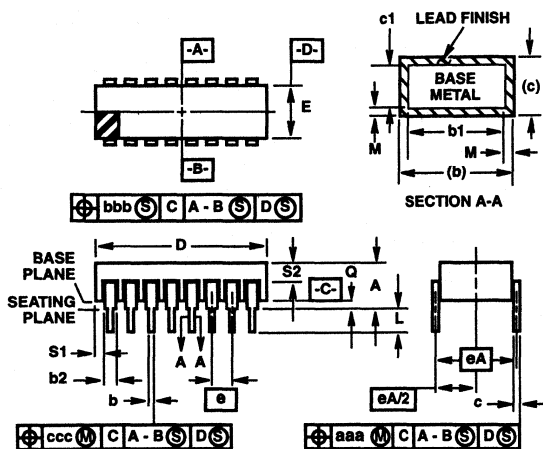 c1
LEAD FINISH
-A-
-D-
BASE
METAL
(c)
E
M
b1
M
-B-
(b)
SECTION A-A
bbb Ⓢ C A - B Ⓢ D Ⓢ
D
BASE
PLANE
S2
Q
A
-C-
SEATING
PLANE
L
S1
A A
eA
b2
b
e
eA/2
c
ccc Ⓜ C A - B Ⓢ D Ⓢ
aaa Ⓜ C A - B Ⓢ D Ⓢ